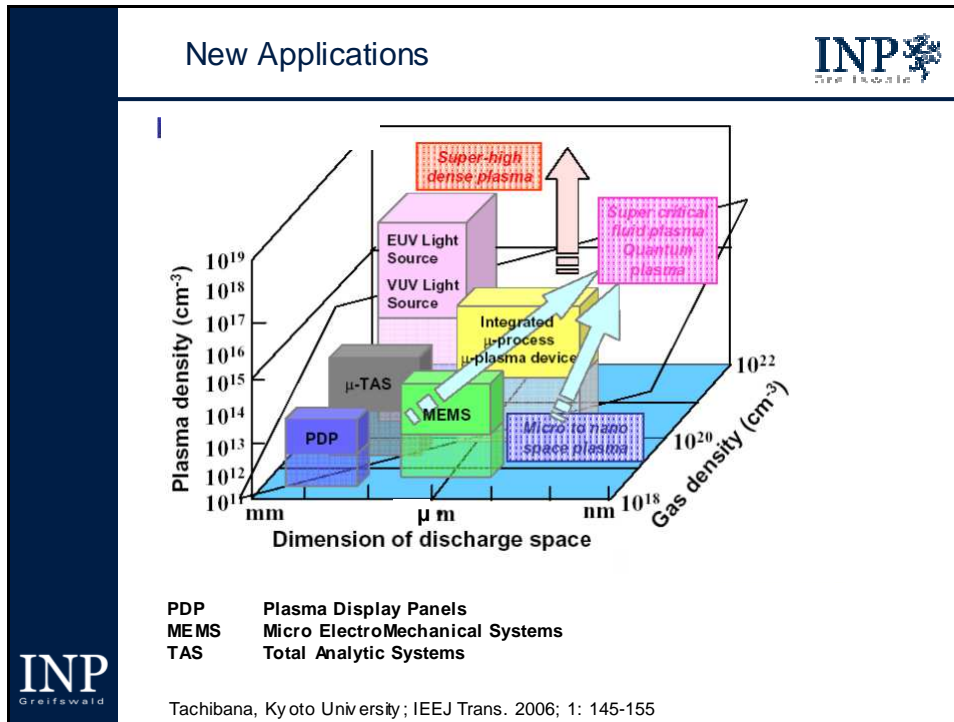 New Applications
INP
Greifswald
Super-high
dense plasma
Super critical
fluid plasma
Quantum
plasma
EUV Light
Source
VUV Light
Source
Integrated
μ-process
μ-plasma device
μ-TAS
MEMS
PDP
Micro to nano
space plasma
Plasma density (cm-3)
1019
1018
1017
1016
1015
1014
1013
1012
1011
mm
μm
nm
Dimension of discharge space
1018
1020
1022
Gas density (cm-3)
PDP Plasma Display Panels
MEMS Micro ElectroMechanical Systems
TAS Total Analytic Systems
Tachibana, Kyoto University; IEEJ Trans. 2006; 1: 145-155
INP
Greifswald